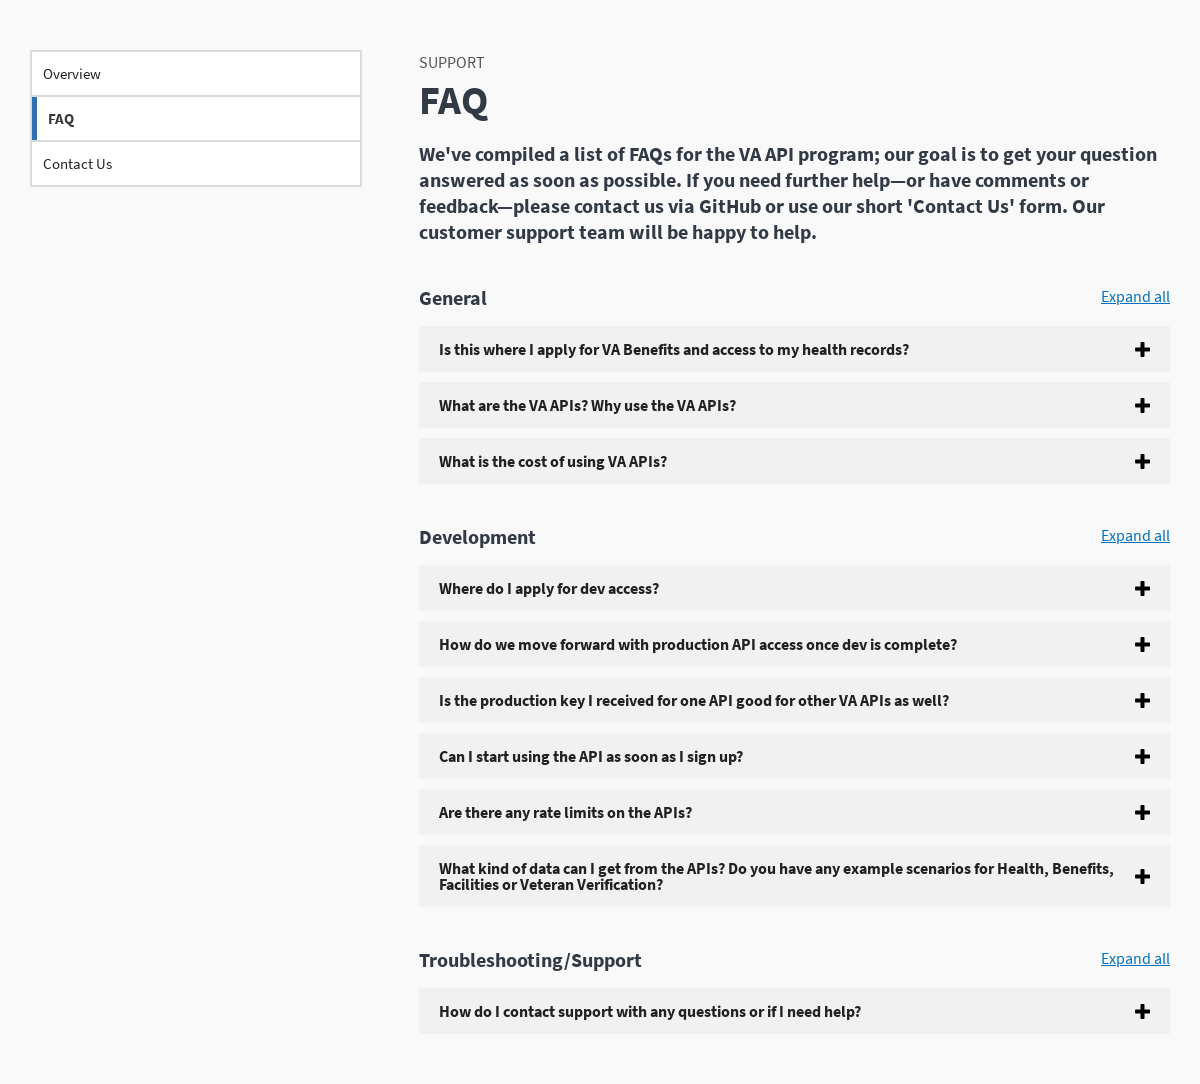 Overview
FAQ
Contact Us
SUPPORT
FAQ
We've compiled a list of FAQs for the VA API program; our goal is to get your question
answered as soon as possible. If you need further help—or have comments or
feedback—please contact us via GitHub or use our short 'Contact Us' form. Our
customer support team will be happy to help.
General
Expand all
Is this where I apply for VA Benefits and access to my health records?
What are the VA APIs? Why use the VA APIs?
What is the cost of using VA APIs?
Development
Expand all
Where do I apply for dev access?
How do we move forward with production API access once dev is complete?
Is the production key I received for one API good for other VA APIs as well?
Can I start using the API as soon as I sign up?
Are there any rate limits on the APIs?
What kind of data can I get from the APIs? Do you have any example scenarios for Health, Benefits,
Facilities or Veteran Verification?
Troubleshooting/Support
Expand all
How do I contact support with any questions or if I need help?